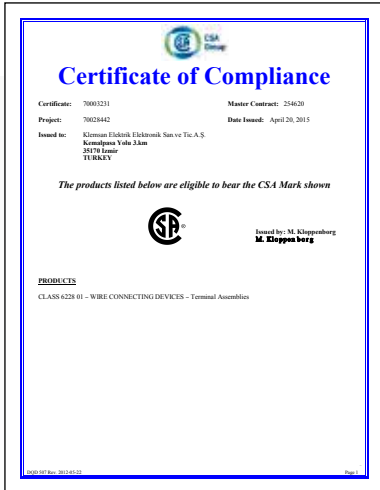 CSA
Group
Certificate of Compliance
Certificate: 70003231 Master Contract: 254620
Project: 70028442 Date Issued: April 20, 2015
Issued to: Klemsan Elektrik Elektronik San.ve Tic.A.Ş.
Kemalpasa Yolu 3.km
35170 Izmir
TURKEY
The products listed below are eligible to bear the CSA Mark shown
Issued by: M. Kloppenborg
M. Kloppenborg
PRODUCTS
CLASS 6228 01 – WIRE CONNECTING DEVICES – Terminal Assemblies
DQD 507 Rev. 2012-05-22 Page 1